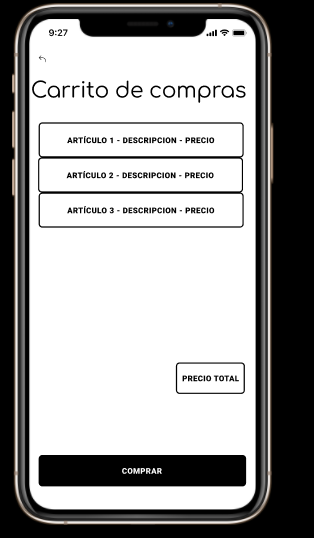 9:27
Carrito de compras
ARTÍCULO 1 - DESCRIPCION - PRECIO
ARTÍCULO 2 - DESCRIPCION - PRECIO
ARTÍCULO 3 - DESCRIPCION - PRECIO
PRECIO TOTAL
COMPRAR